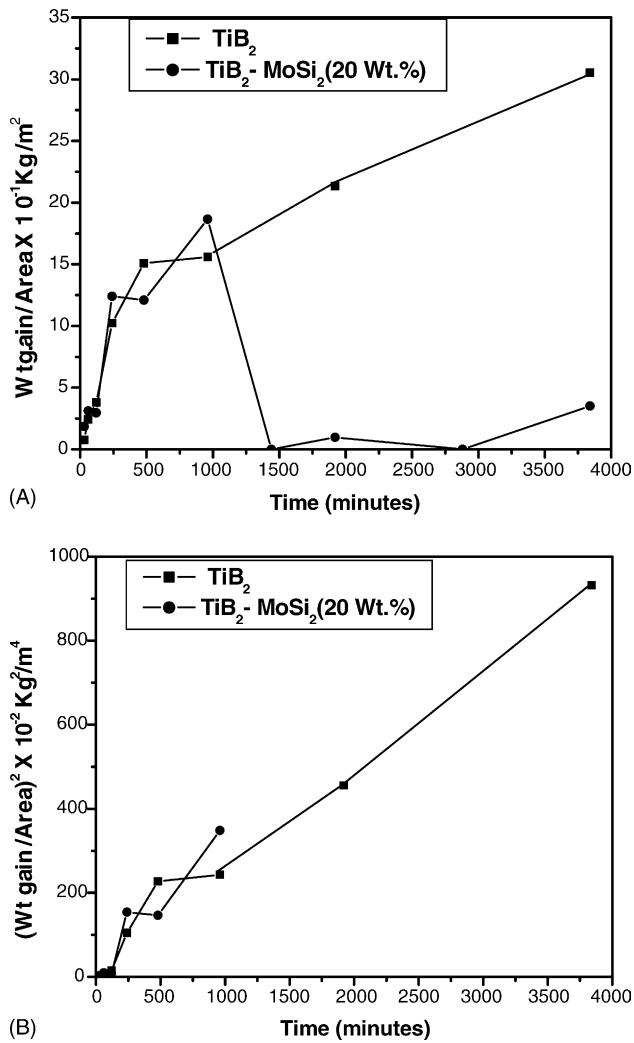 35
30
25
20
15
10
5
0
Wtg.ain/Area X 10⁻¹Kg/m²
TiB₂
TiB₂- MoSi₂(20 Wt.%)
0 500 1000 1500 2000 2500 3000 3500 4000
(A)
Time (minutes)
1000
800
600
400
200
0
(Wt gain/Area)² X 10⁻² Kg²/m⁴
TiB₂
TiB₂- MoSi₂(20 Wt.%)
0 500 1000 1500 2000 2500 3000 3500 4000
(B)
Time (minutes)